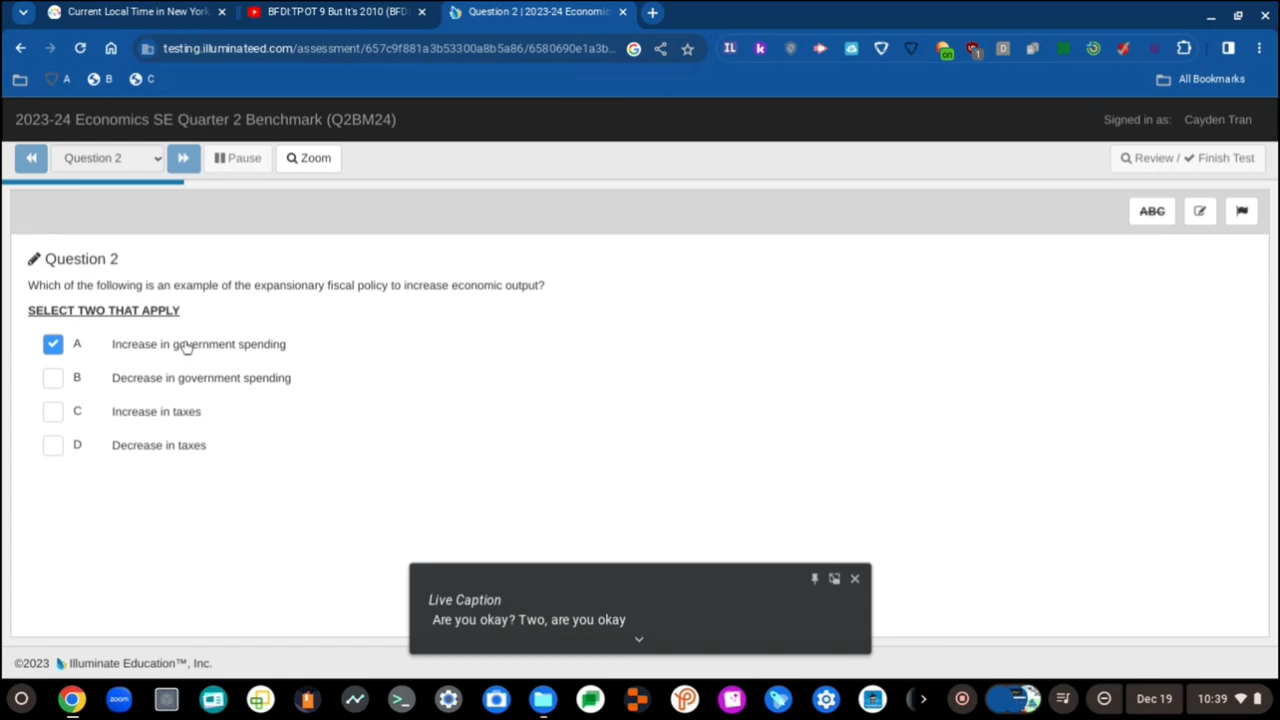 Current Local Time in New York
BFDI:TPOT 9 But It's 2010 (BFD
Question 2 | 2023-24 Economic
testing.illuminateed.com/assessment/657c9f881a3b53300a8b5a86/6580690e1a3b...
A
B
C
All Bookmarks
2023-24 Economics SE Quarter 2 Benchmark (Q2BM24)
Signed in as: Cayden Tran
Question 2
Pause
Zoom
Review / Finish Test
ABC
Question 2
Which of the following is an example of the expansionary fiscal policy to increase economic output?
SELECT TWO THAT APPLY
A Increase in government spending
B Decrease in government spending
C Increase in taxes
D Decrease in taxes
Live Caption
Are you okay? Two, are you okay
©2023 Illuminate Education™, Inc.
zoom
Dec 19
10:39